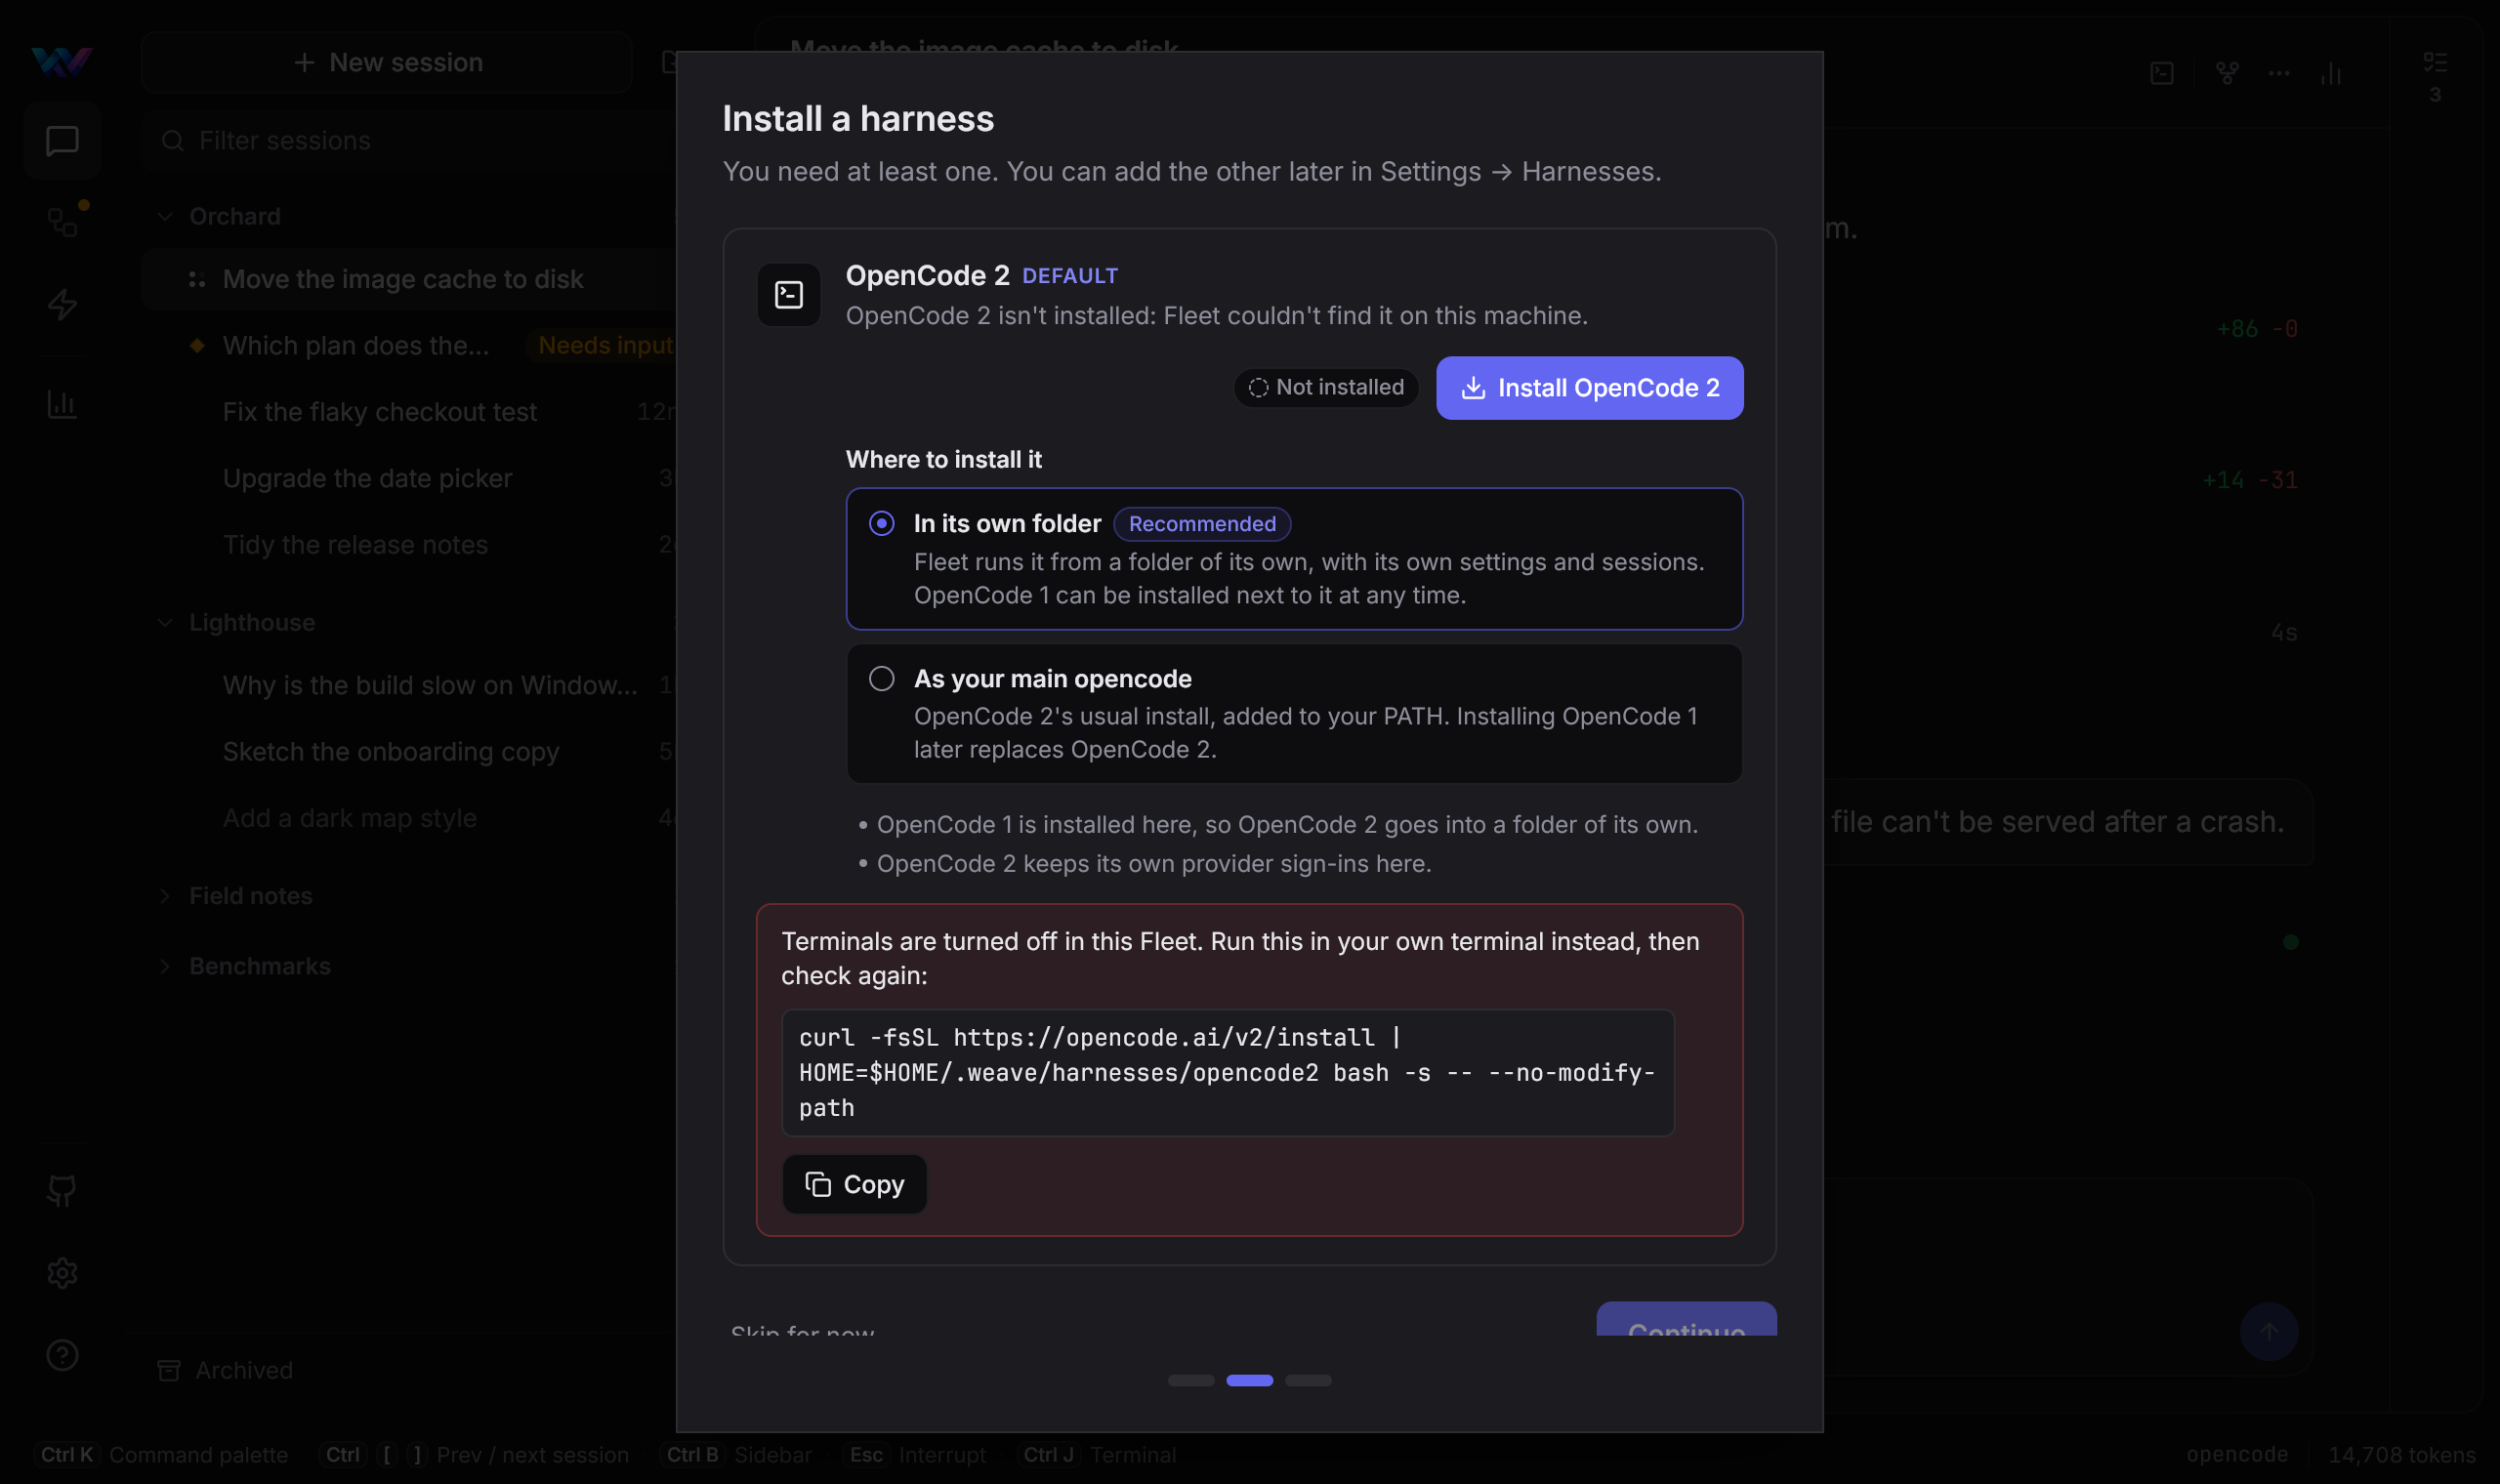 New session
Move the image cache to disk
3
Filter sessions
Orchard
Move the image cache to disk
Which plan does the...
Needs input
Fix the flaky checkout test
Upgrade the date picker
Tidy the release notes
Lighthouse
Why is the build slow on Window...
Sketch the onboarding copy
Add a dark map style
Field notes
Benchmarks
Archived
Install a harness
You need at least one. You can add the other later in Settings → Harnesses.
OpenCode 2 DEFAULT
OpenCode 2 isn't installed: Fleet couldn't find it on this machine.
Not installed
Install OpenCode 2
Where to install it
In its own folder Recommended
Fleet runs it from a folder of its own, with its own settings and sessions.
OpenCode 1 can be installed next to it at any time.
As your main opencode
OpenCode 2's usual install, added to your PATH. Installing OpenCode 1
later replaces OpenCode 2.
• OpenCode 1 is installed here, so OpenCode 2 goes into a folder of its own.
• OpenCode 2 keeps its own provider sign-ins here.
Terminals are turned off in this Fleet. Run this in your own terminal instead, then
check again:
curl -fsSL https://opencode.ai/v2/install |
HOME=$HOME/.weave/harnesses/opencode2 bash -s -- --no-modify-
path
Copy
Skip for now
Continue
m.
+86 -0
+14 -31
4s
file can't be served after a crash.
Ctrl K Command palette Ctrl [ ] Prev / next session Ctrl B Sidebar Esc Interrupt Ctrl J Terminal
opencode 14,708 tokens